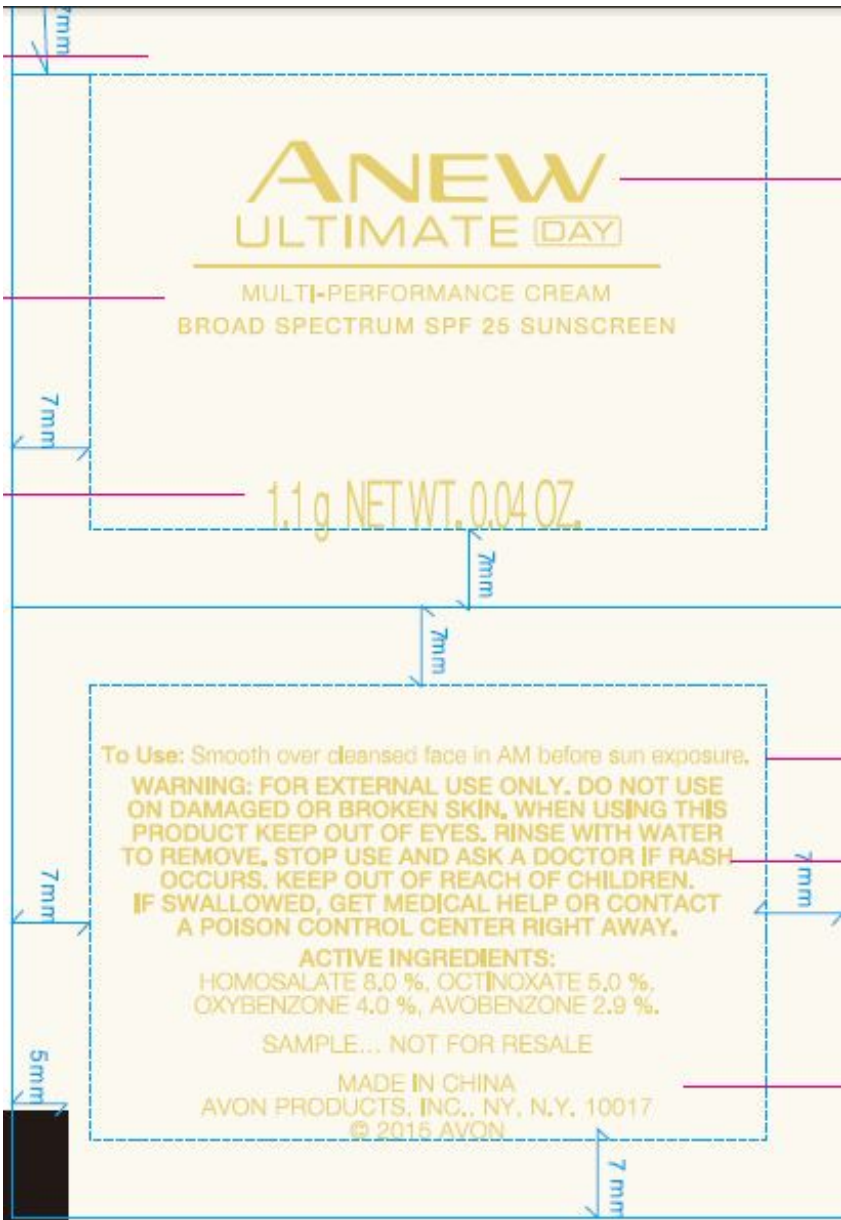 7mm
ANEW
ULTIMATE DAY
MULTI-PERFORMANCE CREAM
BROAD SPECTRUM SPF 25 SUNSCREEN
7mm
1.1 g NET WT. 0.04 OZ.
7mm
7mm
To Use: Smooth over cleansed face in AM before sun exposure.
WARNING: FOR EXTERNAL USE ONLY. DO NOT USE
ON DAMAGED OR BROKEN SKIN. WHEN USING THIS
PRODUCT KEEP OUT OF EYES. RINSE WITH WATER
TO REMOVE. STOP USE AND ASK A DOCTOR IF RASH
OCCURS. KEEP OUT OF REACH OF CHILDREN.
IF SWALLOWED, GET MEDICAL HELP OR CONTACT
A POISON CONTROL CENTER RIGHT AWAY.
7mm
7mm
ACTIVE INGREDIENTS:
HOMOSALATE 8.0 %, OCTINOXATE 5.0 %,
OXYBENZONE 4.0 %, AVOBENZONE 2.9 %.
SAMPLE... NOT FOR RESALE
5mm
MADE IN CHINA
AVON PRODUCTS, INC., NY, N.Y. 10017
© 2015 AVON
7 mm